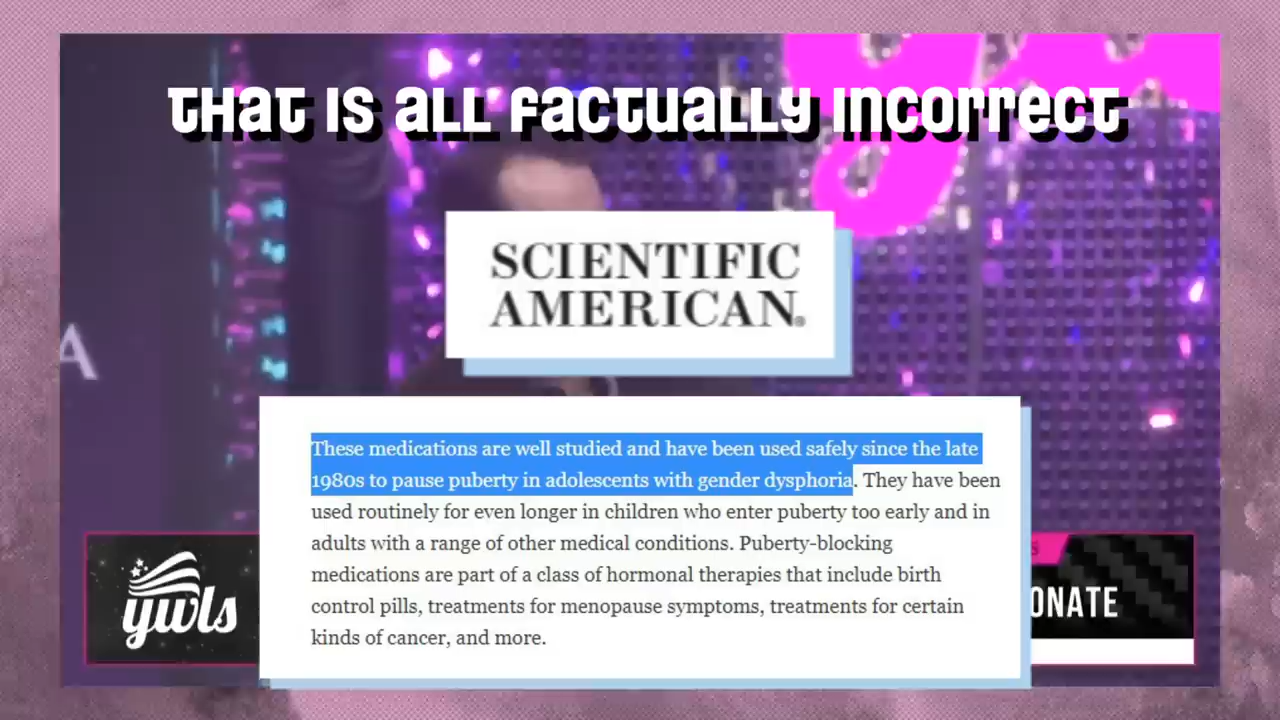 that is all factually incorrect
SCIENTIFIC
AMERICAN®
These medications are well studied and have been used safely since the late
1980s to pause puberty in adolescents with gender dysphoria. They have been
used routinely for even longer in children who enter puberty too early and in
adults with a range of other medical conditions. Puberty-blocking
medications are part of a class of hormonal therapies that include birth
control pills, treatments for menopause symptoms, treatments for certain
kinds of cancer, and more.
A
ywls
S
ONATE